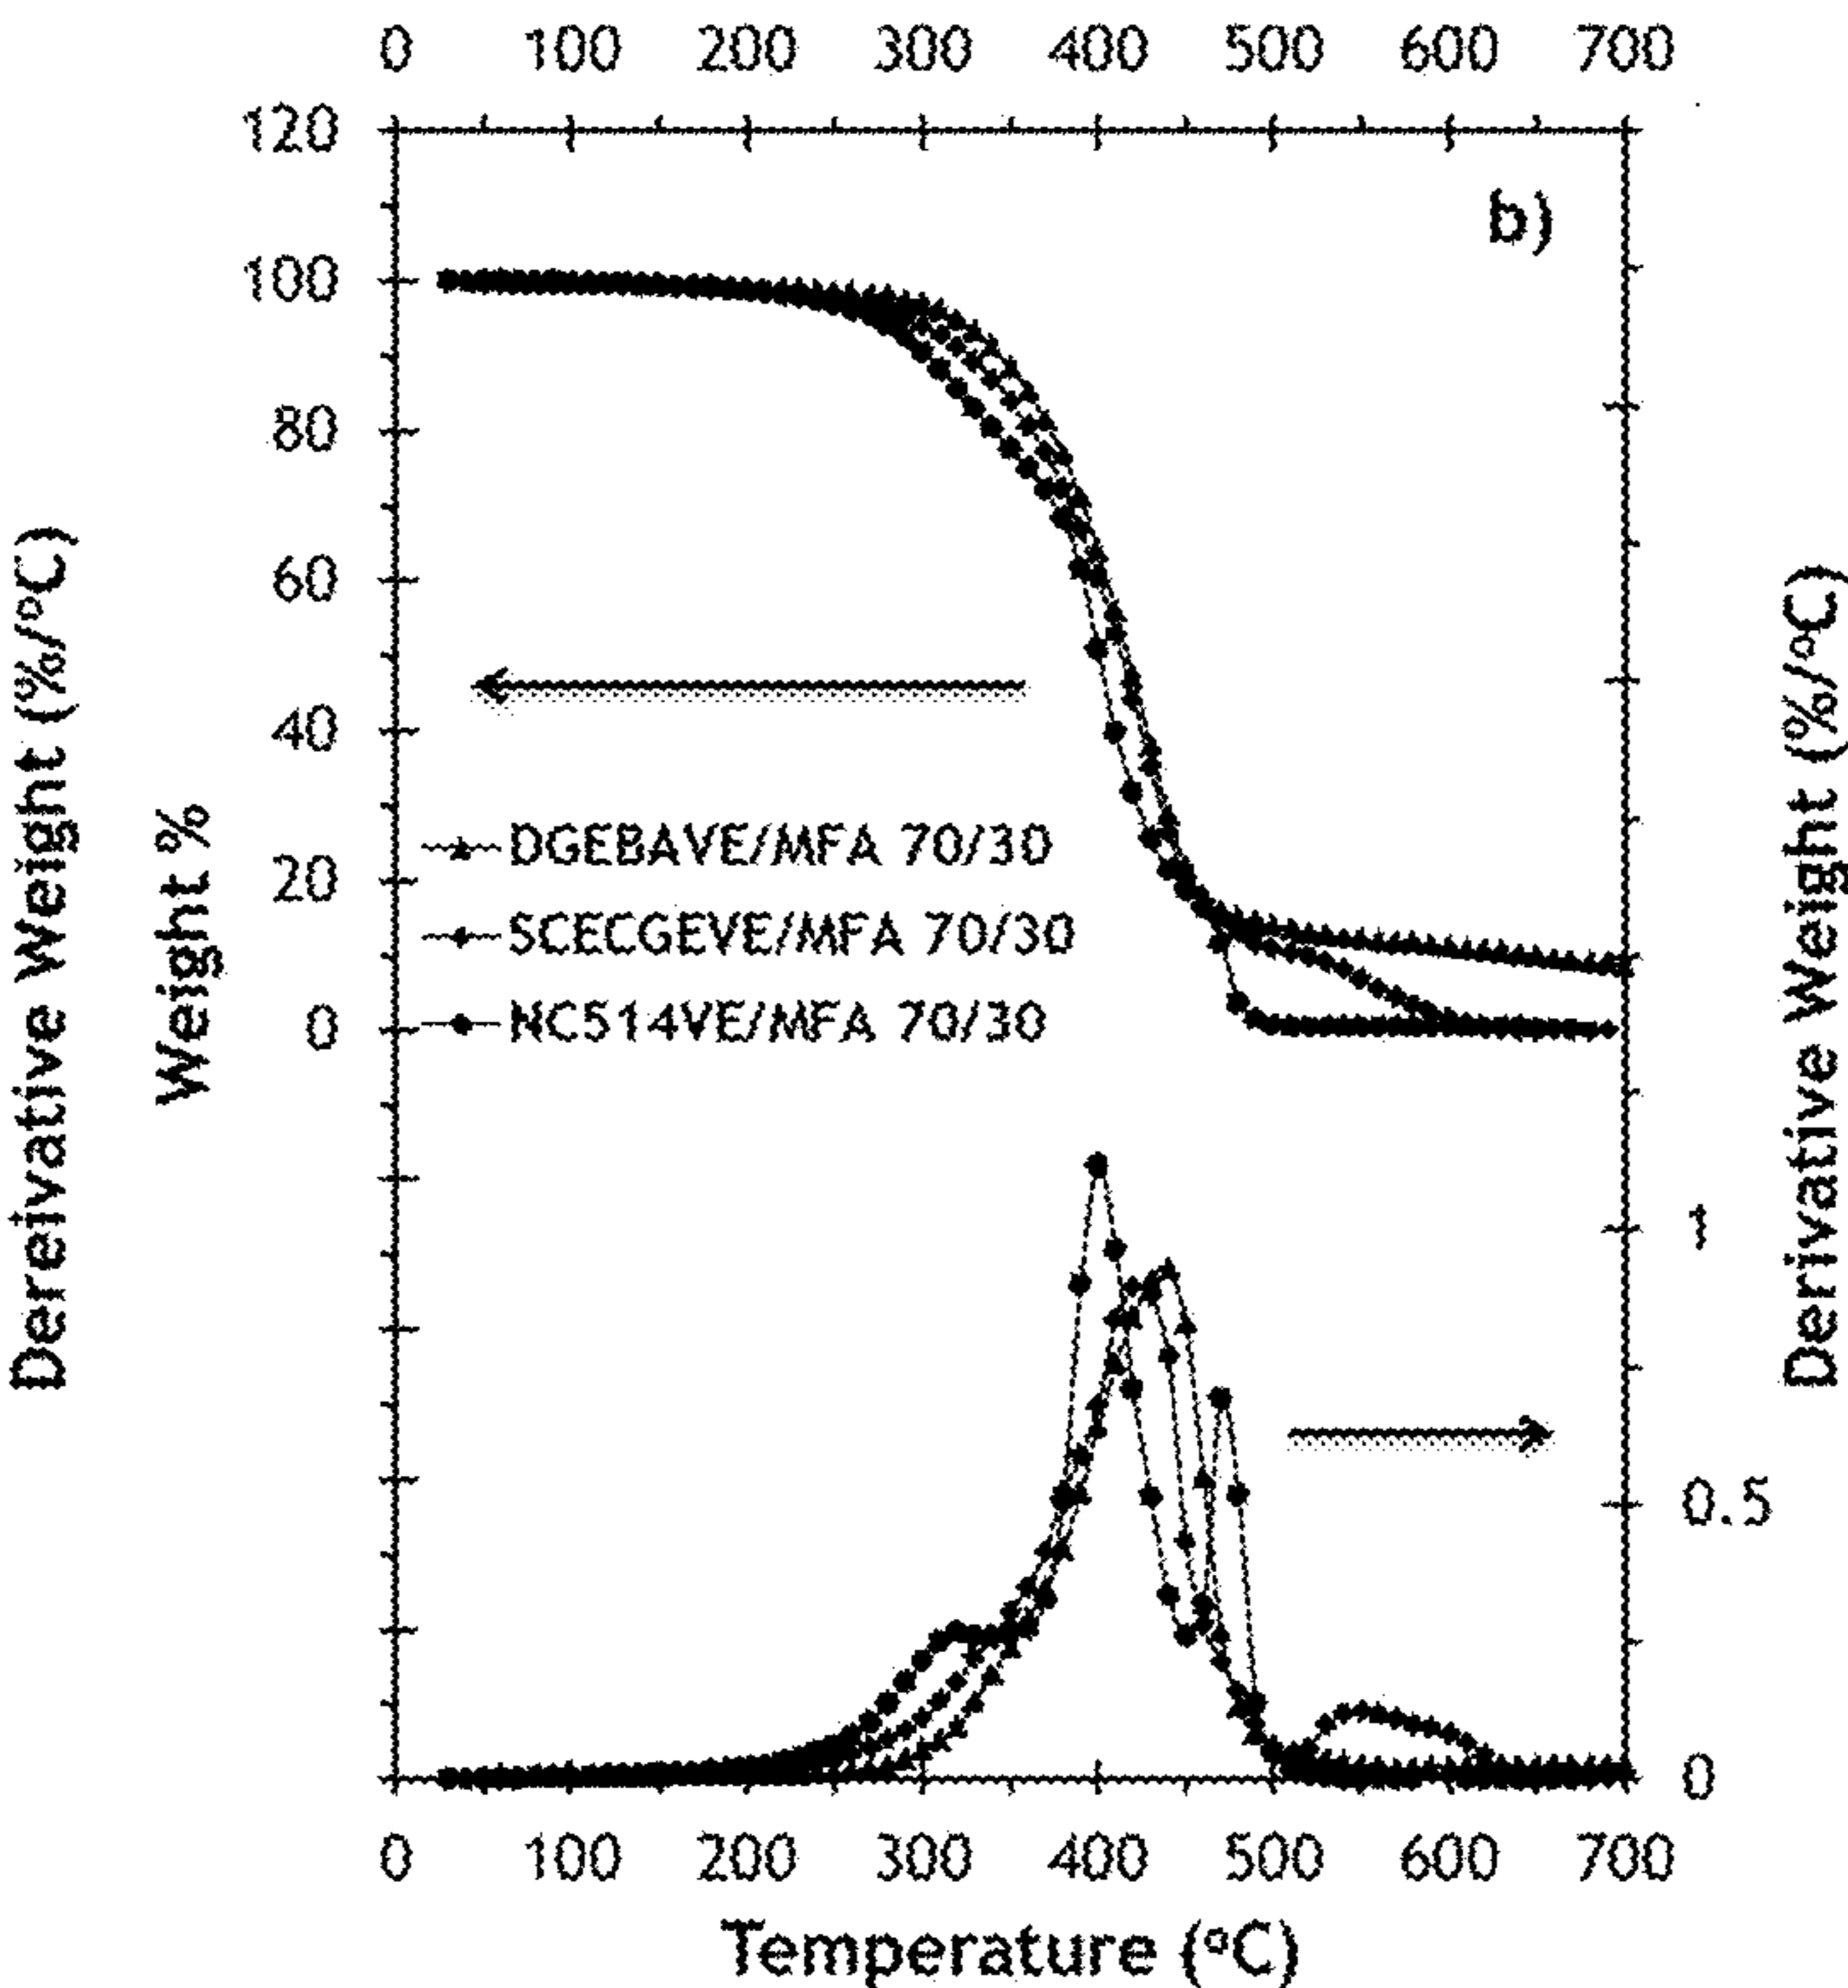 0 100 200 300 400 500 600 700
120
b)
100
80
60
40
20
0
Dereivative Weight (%/°C)
Weight %
DGEBAVE/MFA 70/30
SCECGEVE/MFA 70/30
NC514VE/MFA 70/30
1
0.5
0
Derivative Weight (%/°C)
0 100 200 300 400 500 600 700
Temperature (°C)